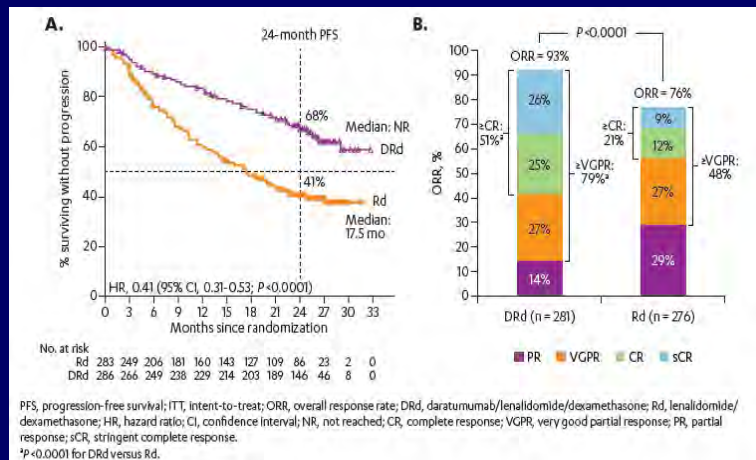 A.
24-month PFS
% surviving without progression
100
80
60
40
20
0
68%
Median: NR
DRd
41%
Rd
Median:
17.5 mo
HR, 0.41 (95% CI, 0.31-0.53; P<0.0001)
0 3 6 9 12 15 18 21 24 27 30 33
Months since randomization
No. at risk
Rd 283 249 206 181 160 143 127 109 86 23 2 0
DRd 286 266 249 238 229 214 203 189 146 46 8 0
B.
P<0.0001
ORR, %
100
90
80
70
60
50
40
30
20
10
0
ORR = 93%
26%
25%
27%
14%
≥CR:
51%ª
≥VGPR:
79%ª
ORR = 76%
9%
12%
27%
29%
≥CR:
21%
≥VGPR:
48%
DRd (n = 281)
Rd (n = 276)
PR VGPR CR sCR
PFS, progression-free survival; ITT, intent-to-treat; ORR, overall response rate; DRd, daratumumab/lenalidomide/dexamethasone; Rd, lenalidomide/
dexamethasone; HR, hazard ratio; CI, confidence interval; NR, not reached; CR, complete response; VGPR, very good partial response; PR, partial
response; sCR, stringent complete response.
ªP<0.0001 for DRd versus Rd.